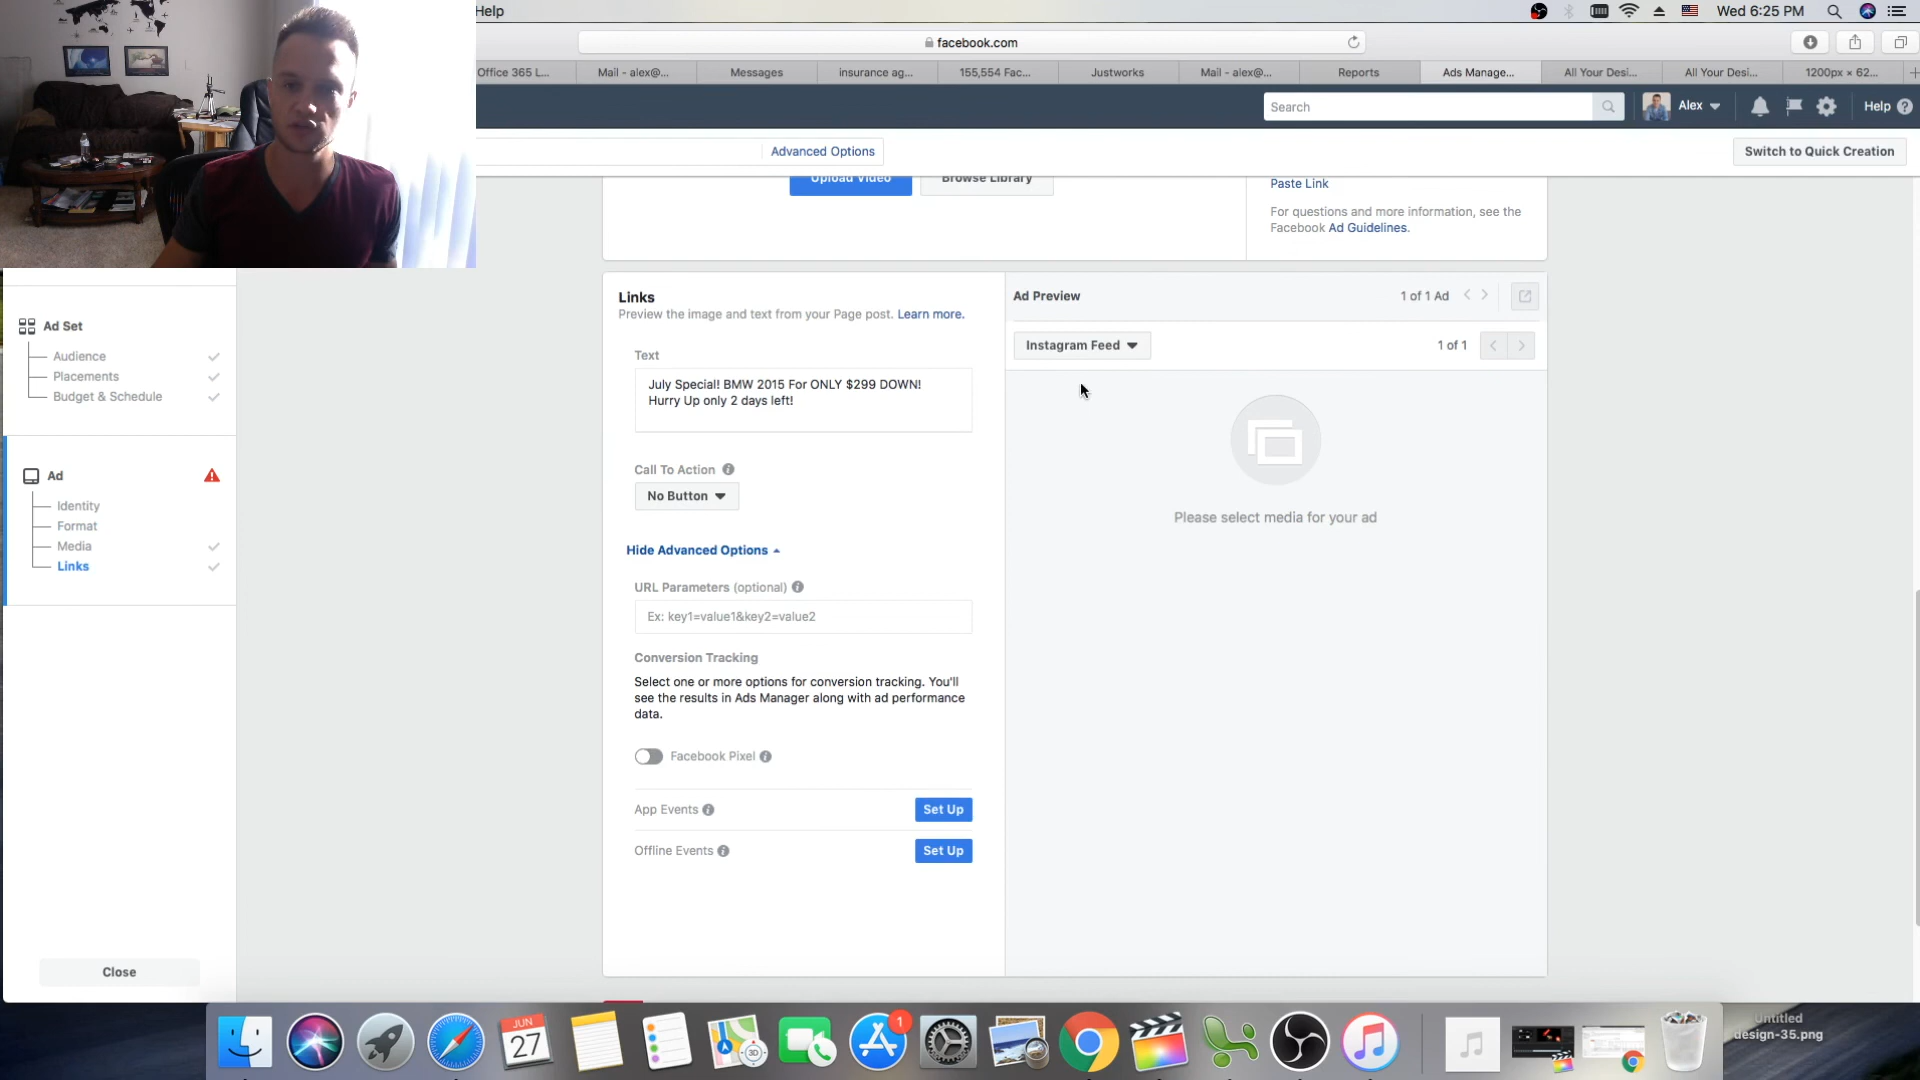 Help
Wed 6:25 PM
facebook.com
Office 365 L...
Mail - alex@...
Messages
insurance ag...
155,554 Fac...
Justworks
Mail - alex@...
Reports
Ads Manage...
All Your Desi...
All Your Desi...
1200px × 62...
Search
Alex
Help
Advanced Options
Switch to Quick Creation
Upload Video
Browse Library
Paste Link
For questions and more information, see the
Facebook Ad Guidelines.
Ad Set
Audience
Placements
Budget & Schedule
Ad
Identity
Format
Media
Links
Close
Links
Preview the image and text from your Page post. Learn more.
Text
July Special! BMW 2015 For ONLY $299 DOWN!
Hurry Up only 2 days left!
Call To Action
No Button
Hide Advanced Options
URL Parameters (optional)
Ex: key1=value1&key2=value2
Conversion Tracking
Select one or more options for conversion tracking. You'll
see the results in Ads Manager along with ad performance
data.
Facebook Pixel
App Events
Set Up
Offline Events
Set Up
Ad Preview
1 of 1 Ad
Instagram Feed
1 of 1
Please select media for your ad
JUN
27
3D
1
Untitled
design-35.png